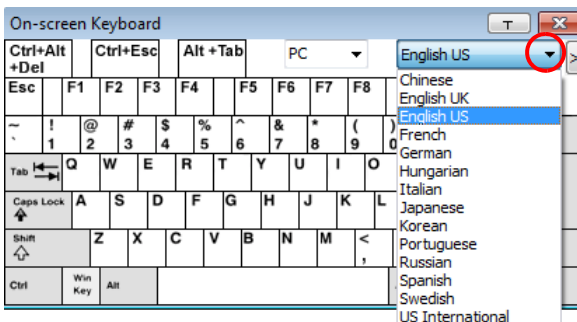 On-screen Keyboard T X
Ctrl+Alt +Del Ctrl+Esc Alt +Tab PC English US >
Esc F1 F2 F3 F4 F5 F6 F7 F8
~ ! @ # $ % ^ & * ( )
` 1 2 3 4 5 6 7 8 9 0
Tab Q W E R T Y U I O
Caps Lock A S D F G H J K L
Shift Z X C V B N M < ,
Ctrl Win Key Alt
Chinese
English UK
English US
French
German
Hungarian
Italian
Japanese
Korean
Portuguese
Russian
Spanish
Swedish
US International